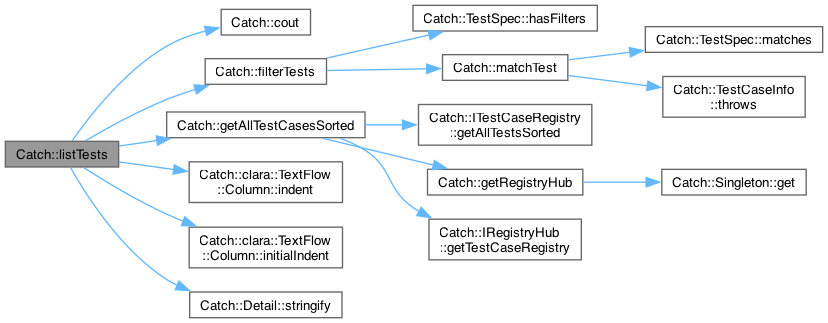 Catch::listTests
Catch::cout
Catch::filterTests
Catch::TestSpec::hasFilters
Catch::matchTest
Catch::TestSpec::matches
Catch::TestCaseInfo
::throws
Catch::getAllTestCasesSorted
Catch::ITestCaseRegistry
::getAllTestsSorted
Catch::getRegistryHub
Catch::Singleton::get
Catch::IRegistryHub
::getTestCaseRegistry
Catch::clara::TextFlow
::Column::indent
Catch::clara::TextFlow
::Column::initialIndent
Catch::Detail::stringify